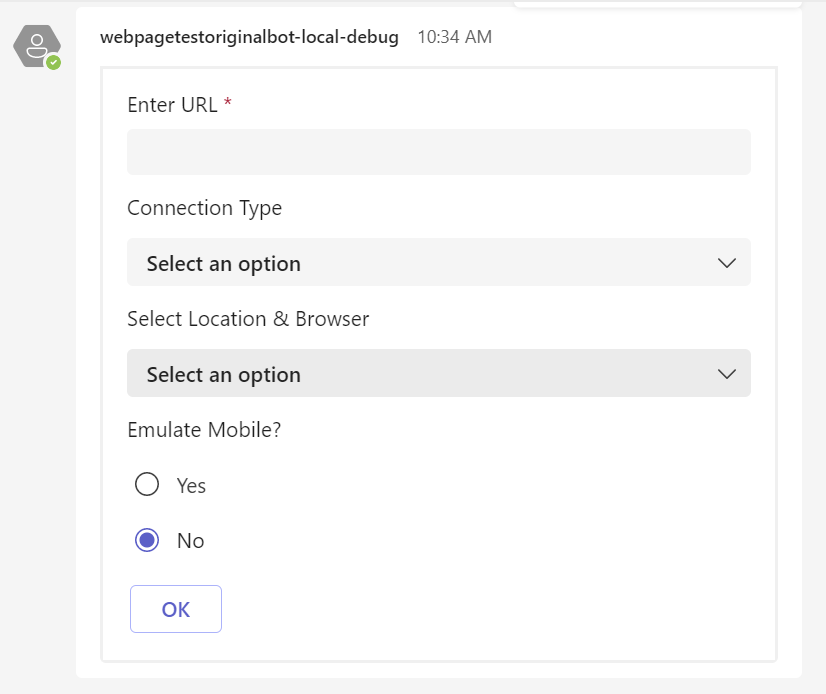 webpagetestoriginalbot-local-debug 10:34 AM
Enter URL *
Connection Type
Select an option
Select Location & Browser
Select an option
Emulate Mobile?
Yes
No
OK